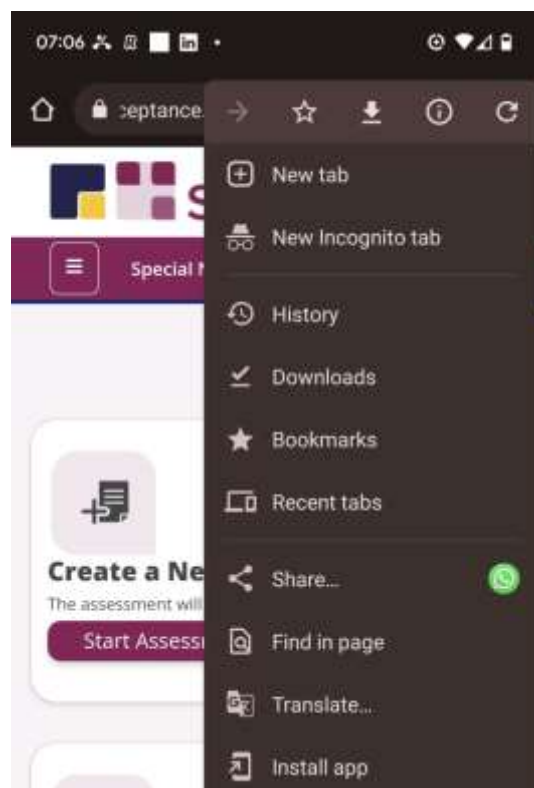 07:06
ceptance.
New tab
New Incognito tab
Special
History
Downloads
Bookmarks
Recent tabs
Create a Ne
Share...
The assessment will
Start Assess
Find in page
Translate...
Install app